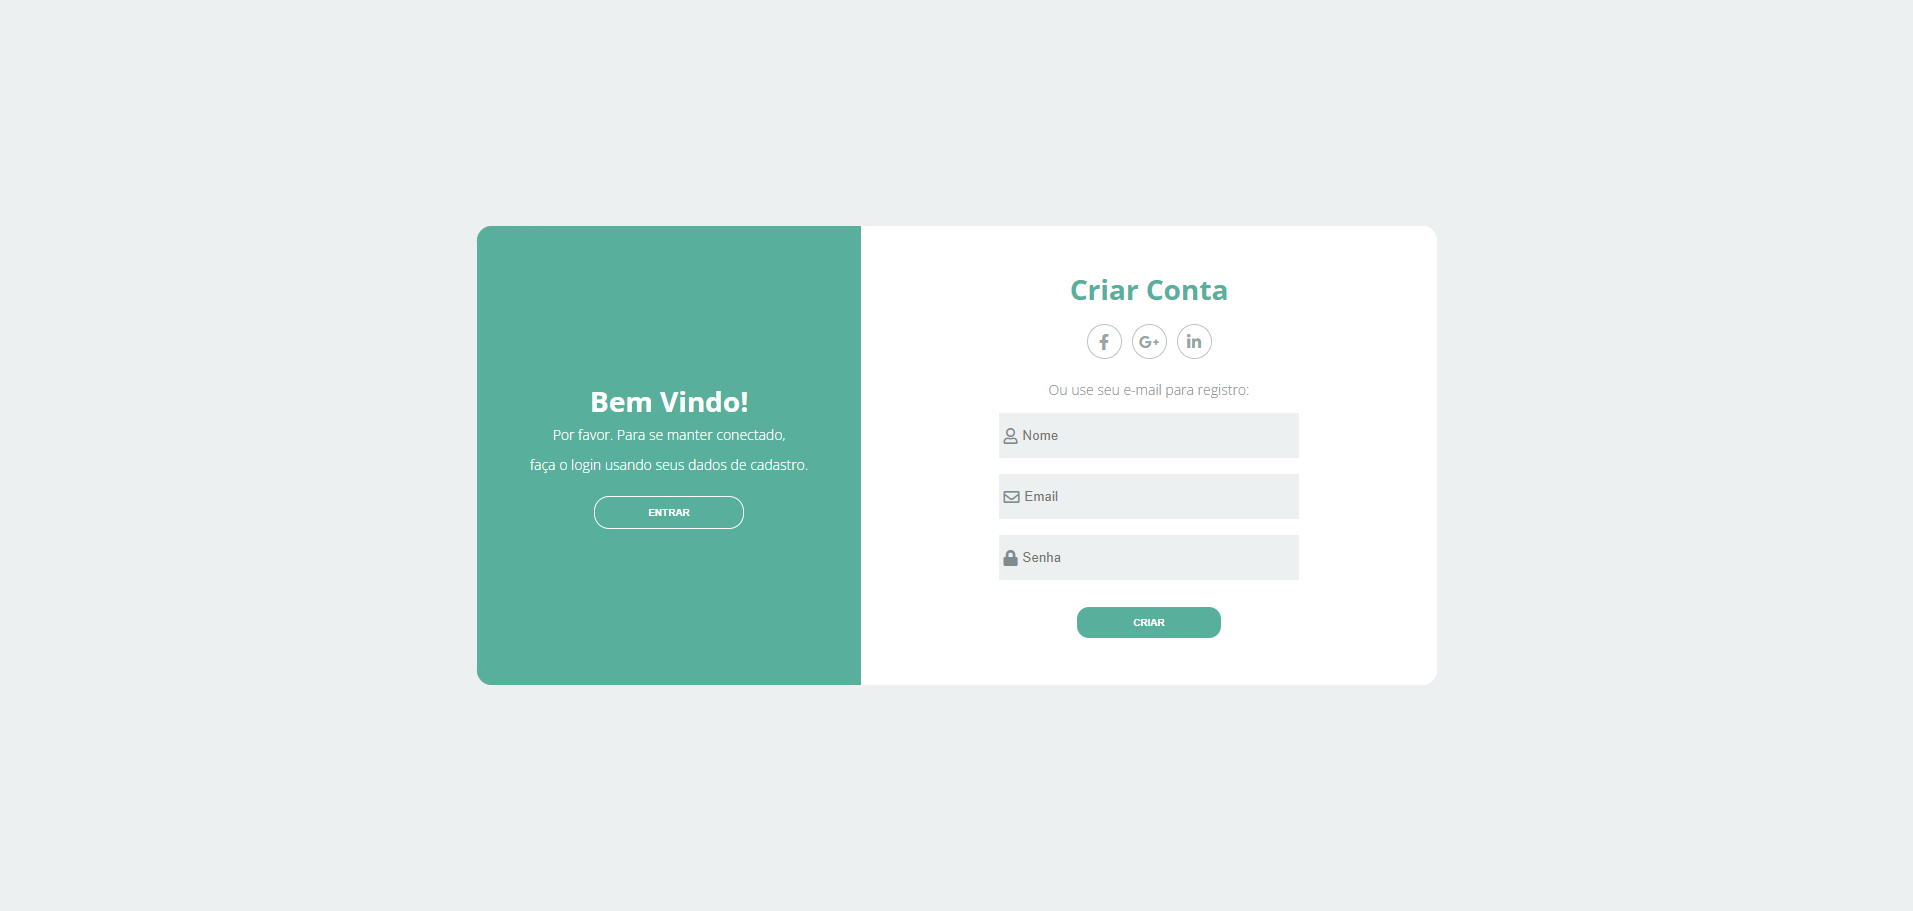 Bem Vindo!
Por favor. Para se manter conectado,
faça o login usando seus dados de cadastro.
ENTRAR
Criar Conta
f G+ in
Ou use seu e-mail para registro:
Nome
Email
Senha
CRIAR